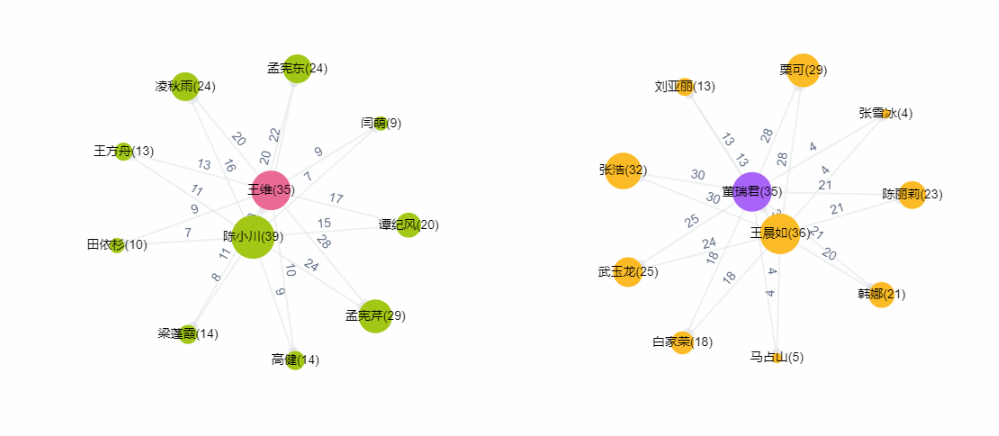 孟宪东(24)
凌秋雨(24)
闫萌(9)
王方舟(13)
王维(35)
谭纪风(20)
陈小川(39)
田依杉(10)
孟宪芹(29)
梁蓬霞(14)
高健(14)
20
22
20
9
7
16
13
11
17
15
9
7
28
24
11
8
10
9
栗可(29)
刘亚丽(13)
张雪冰(4)
张浩(32)
董瑞君(35)
陈丽莉(23)
王晨如(36)
武玉龙(25)
韩娜(21)
白家荣(18)
马占山(5)
13
13
28
28
4
4
30
30
21
21
25
24
21
20
18
18
4
4